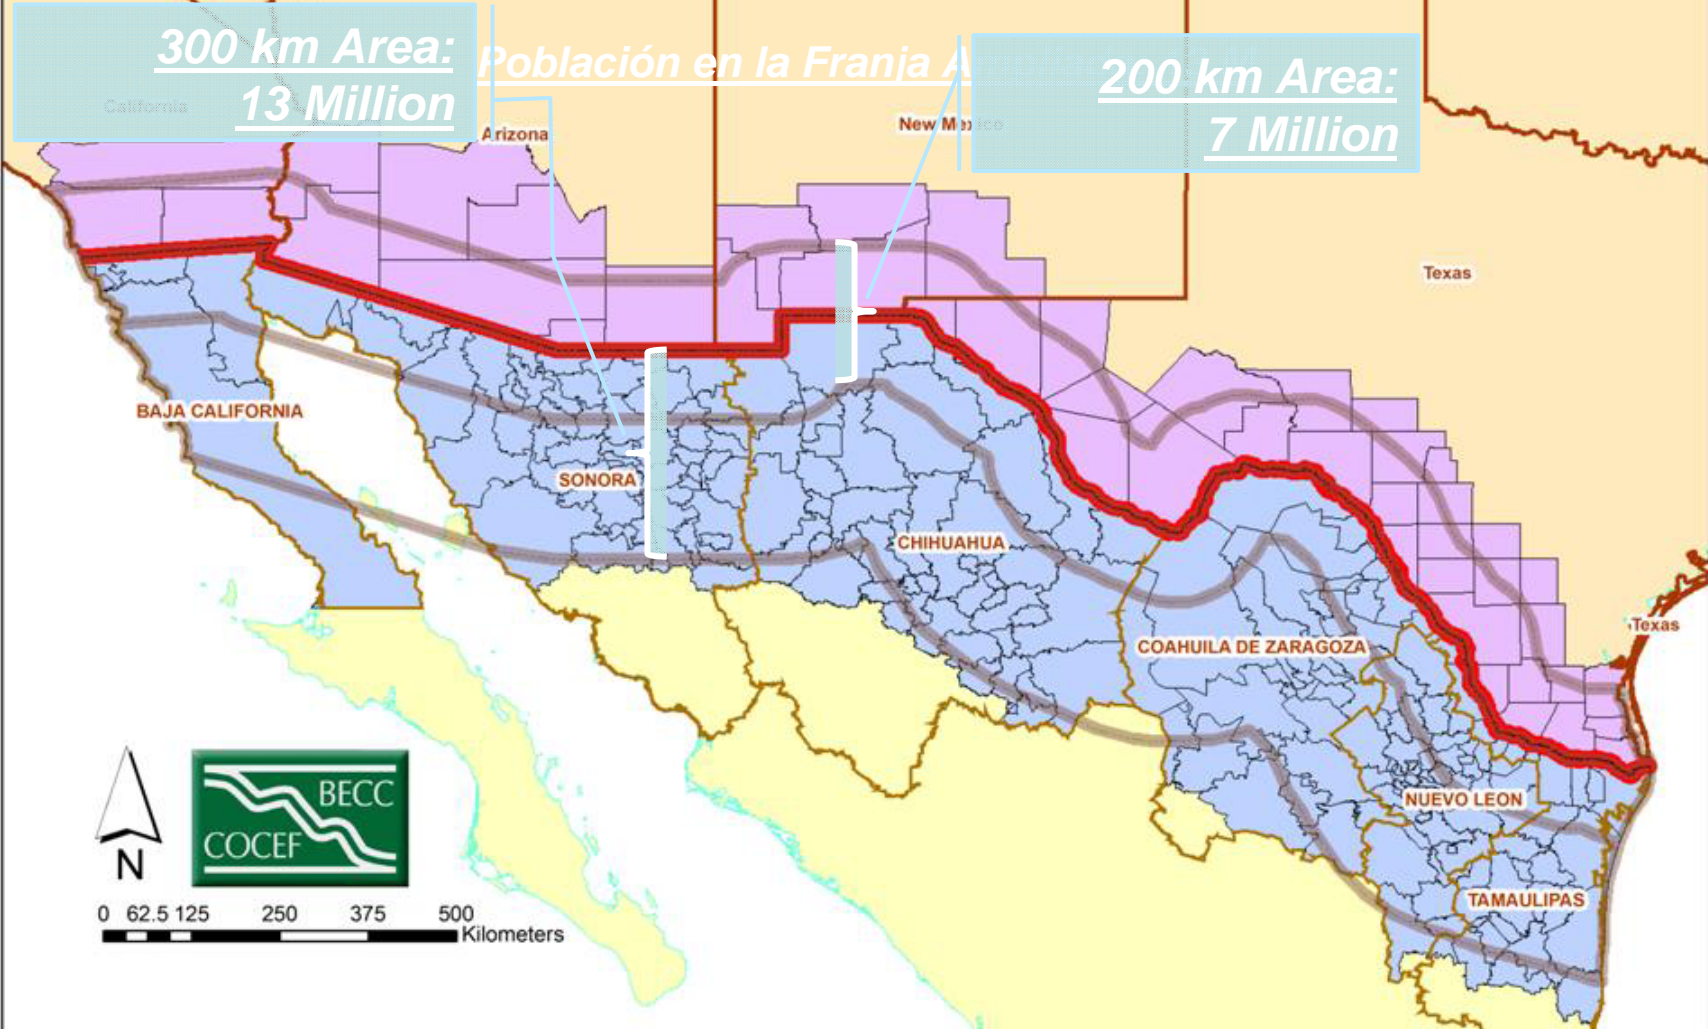 300 km Area:
13 Million
Población en la Franja A
200 km Area:
7 Million
California
Arizona
New Mexico
Texas
Texas
BAJA CALIFORNIA
SONORA
CHIHUAHUA
COAHUILA DE ZARAGOZA
NUEVO LEON
TAMAULIPAS
BECC
COCEF
N
0 62.5 125 250 375 500
Kilometers